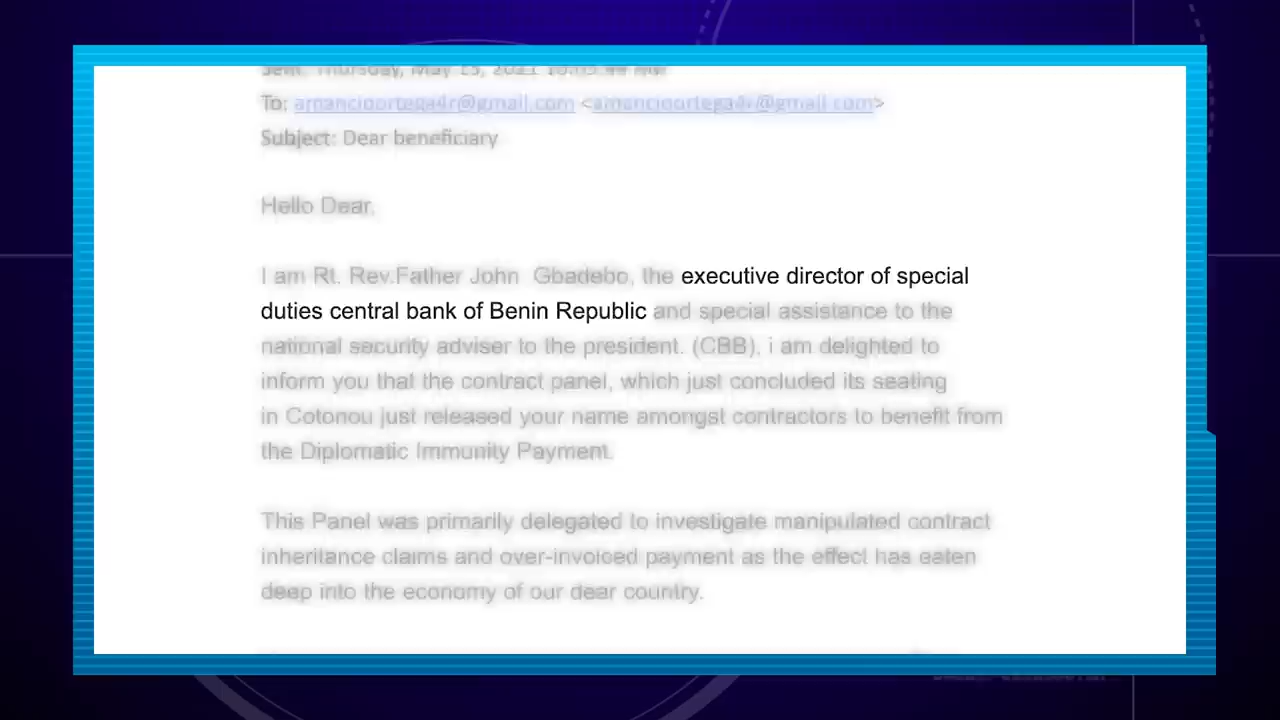 To: amancioortega4r@gmail.com <amancioortega4r@gmail.com>
Subject: Dear beneficiary
Hello Dear,
I am Rt. Rev.Father John Gbadebo, the executive director of special
duties central bank of Benin Republic and special assistance to the
national security adviser to the president. (CBB), i am delighted to
inform you that the contract panel, which just concluded its seating
in Cotonou just released your name amongst contractors to benefit from
the Diplomatic Immunity Payment.
This Panel was primarily delegated to investigate manipulated contract
inheritance claims and over-invoiced payment as the effect has eaten
deep into the economy of our dear country.